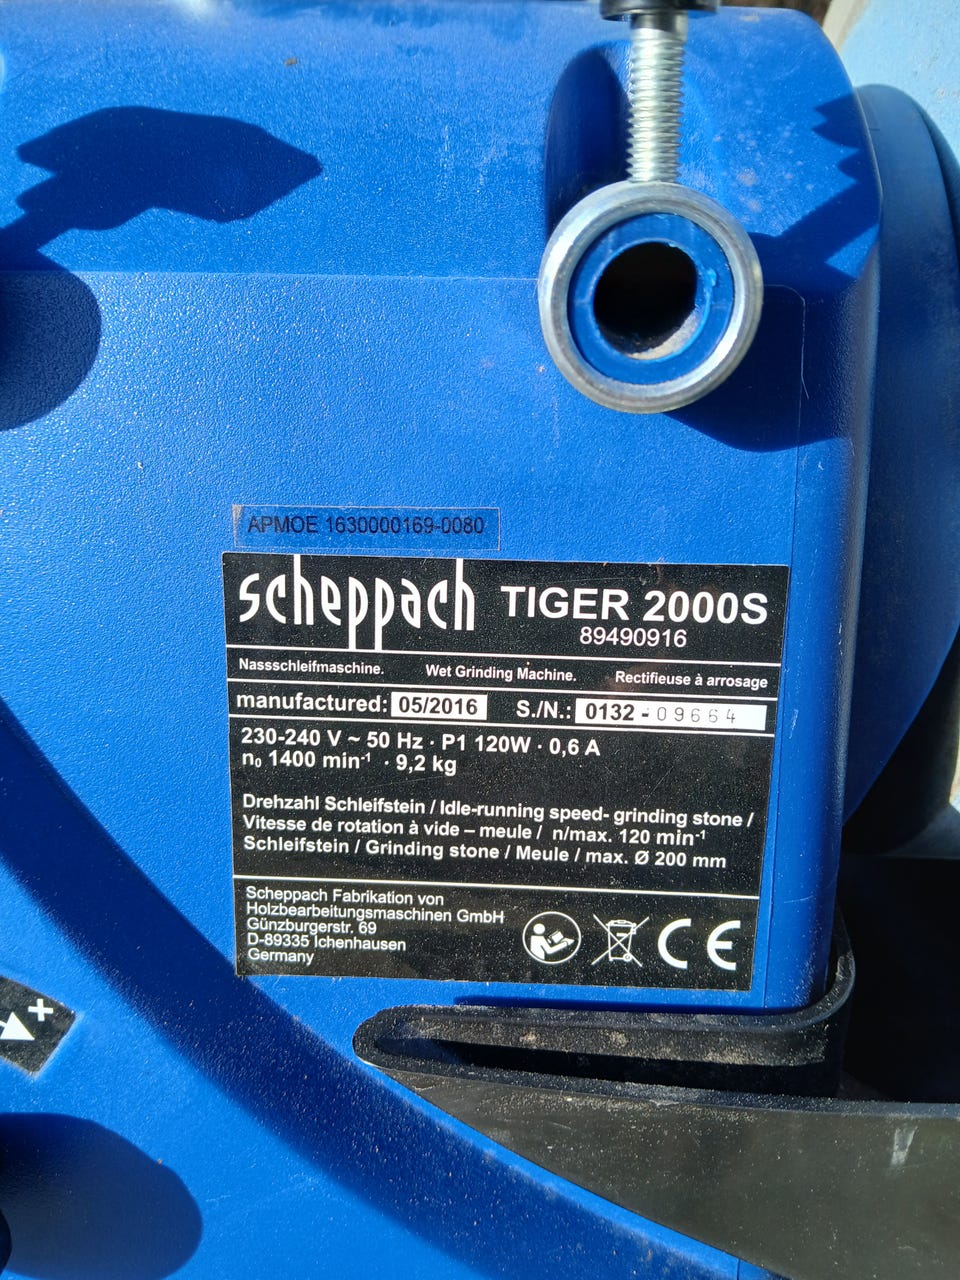 APMOE 1630000169-0080
scheppach TIGER 2000S
89490916
Nassschleifmaschine. Wet Grinding Machine. Rectifieuse à arrosage
manufactured: 05/2016 S./N.: 0132 - 09664
230-240 V ~ 50 Hz · P1 120W · 0,6 A
n₀ 1400 min⁻¹ · 9,2 kg
Drehzahl Schleifstein / Idle-running speed- grinding stone /
Vitesse de rotation à vide – meule / n/max. 120 min⁻¹
Schleifstein / Grinding stone / Meule / max. Ø 200 mm
Scheppach Fabrikation von
Holzbearbeitungsmaschinen GmbH
Günzburgerstr. 69
D-89335 Ichenhausen
Germany
CE
+